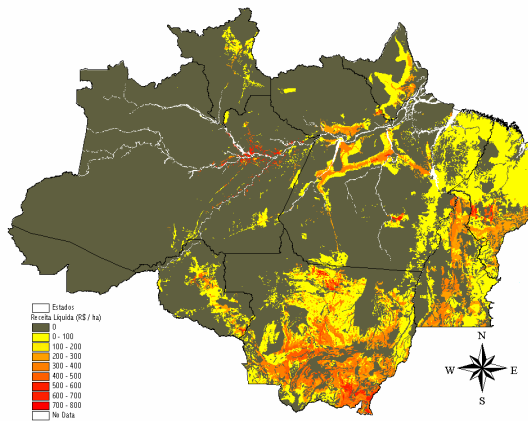 Estados
Receita Líquida (R$ / ha)
0
0 - 100
100 - 200
200 - 300
300 - 400
400 - 500
500 - 600
600 - 700
700 - 800
No Data
N
W
E
S